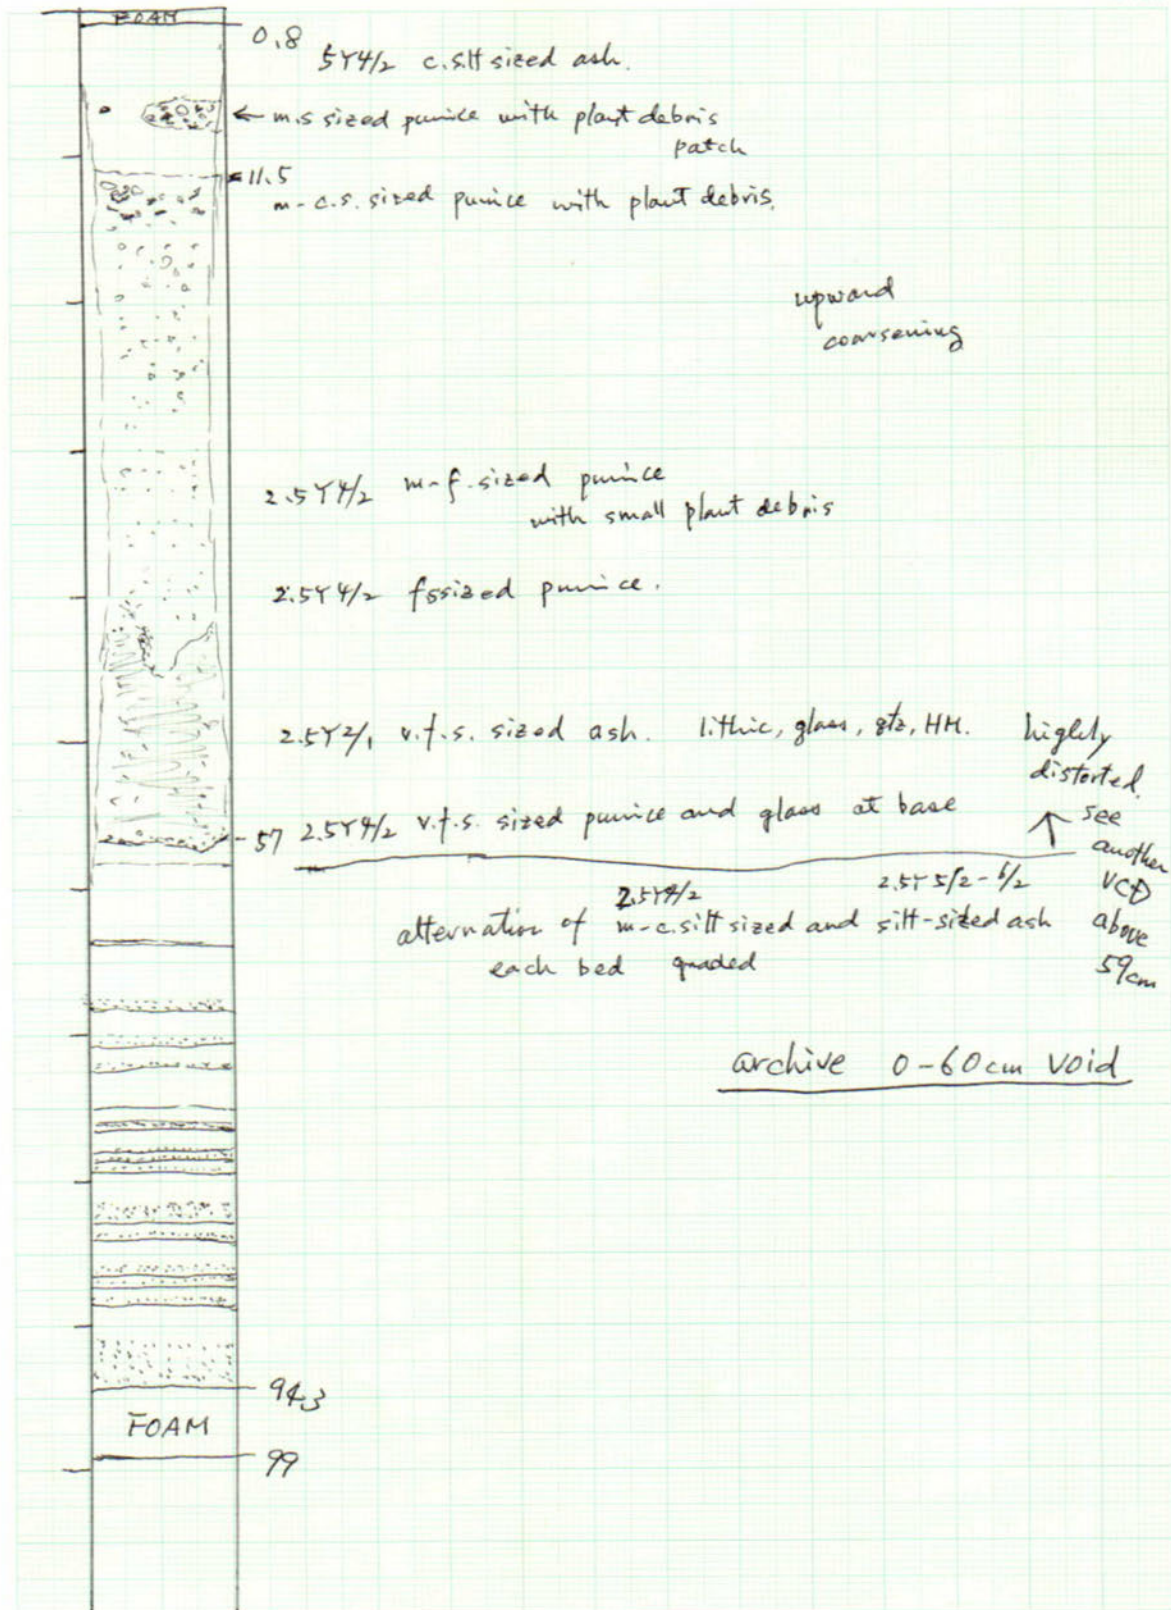 FOAM
0.8
5Y4/2 c.silt sized ash.
← m.s sized pumice with plant debris
patch
11.5
m-c.s. sized pumice with plant debris.
upward
coarsening
2.5Y4/2 m-f. sized pumice
with small plant debris
2.5Y4/2 fs sized pumice.
2.5Y2/1 v.f.s. sized ash. lithic, glass, qtz, HM.
highly
distorted.
57 2.5Y4/2 v.f.s. sized pumice and glass at base
↑ see
another
VCD
above
59cm
2.5Y4/2 2.5Y5/2-6/2
alternation of m-c.silt sized and silt-sized ash
each bed graded
archive 0-60cm void
94.3
FOAM
99